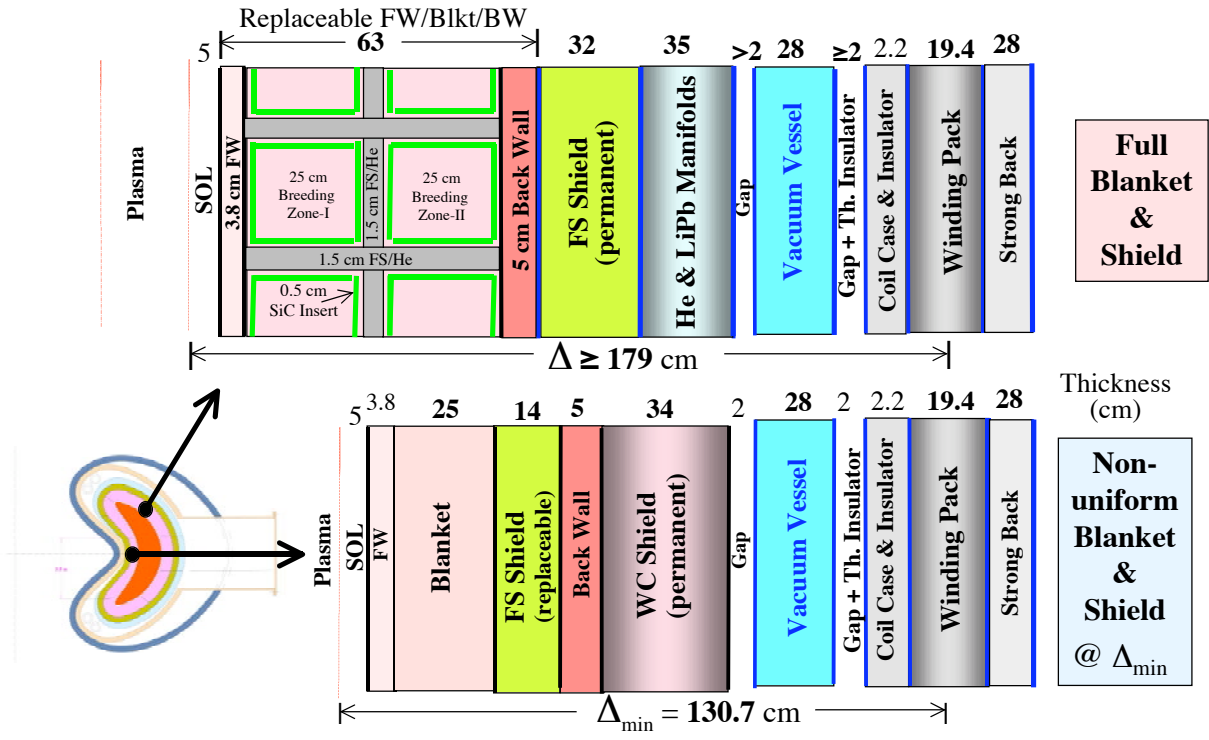 Replaceable FW/Blkt/BW
5
63
32
35
>2
28
≥2
2.2
19.4
28
Plasma
SOL
3.8 cm FW
25 cm
Breeding
Zone-I
1.5 cm FS/He
25 cm
Breeding
Zone-II
1.5 cm FS/He
0.5 cm
SiC Insert
5 cm Back Wall
FS Shield
(permanent)
He & LiPb Manifolds
Gap
Vacuum Vessel
Gap + Th. Insulator
Coil Case & Insulator
Winding Pack
Strong Back
Full
Blanket
&
Shield
Δ ≥ 179 cm
Thickness
(cm)
5
3.8
25
14
5
34
2
28
2
2.2
19.4
28
Plasma
SOL
FW
Blanket
FS Shield
(replaceable)
Back Wall
WC Shield
(permanent)
Gap
Vacuum Vessel
Gap + Th. Insulator
Coil Case & Insulator
Winding Pack
Strong Back
Non-
uniform
Blanket
&
Shield
@ Δmin
Δmin = 130.7 cm